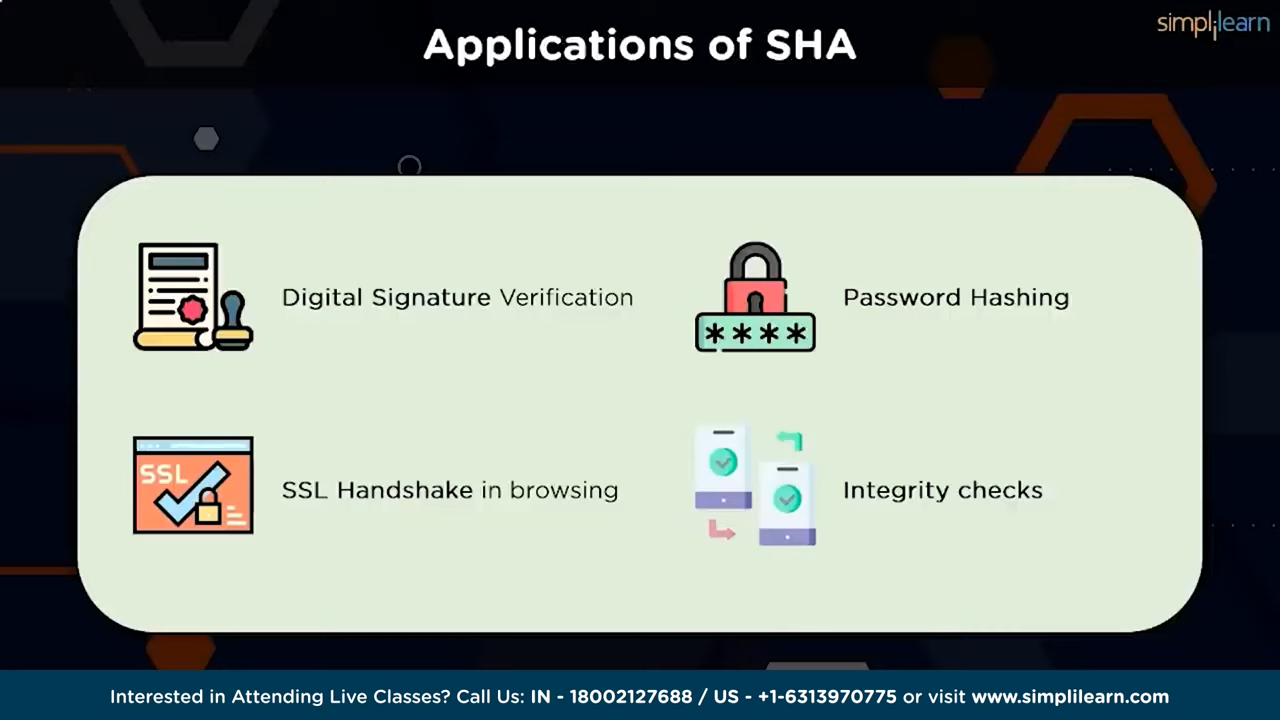 simplilearn
Applications of SHA
Digital Signature Verification
Password Hashing
* * * *
SSL
SSL Handshake in browsing
Integrity checks
Interested in Attending Live Classes? Call Us: IN - 18002127688 / US - +1-6313970775 or visit www.simplilearn.com